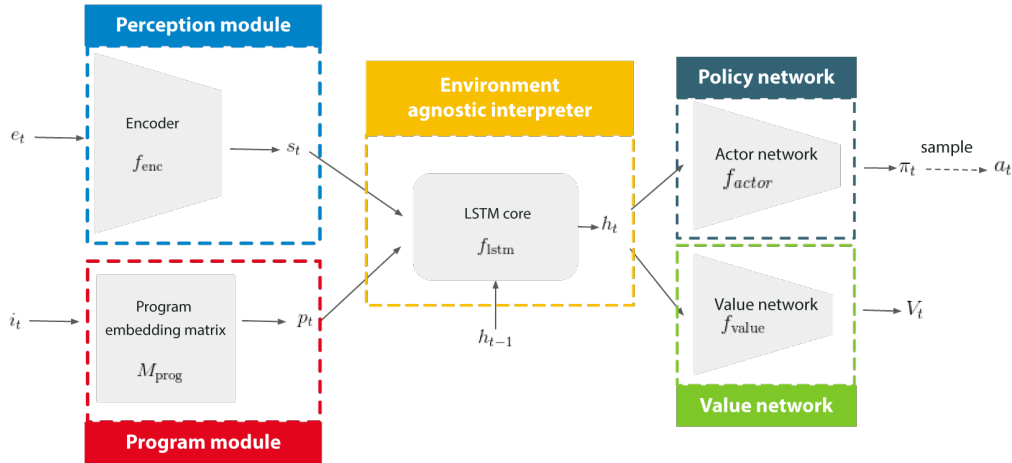 Perception module
Encoder
f_enc
e_t
s_t
i_t
Program
embedding matrix
M_prog
p_t
Program module
Environment
agnostic interpreter
LSTM core
f_lstm
h_t
h_{t−1}
Policy network
Actor network
f_actor
π_t
sample
a_t
Value network
f_value
V_t
Value network